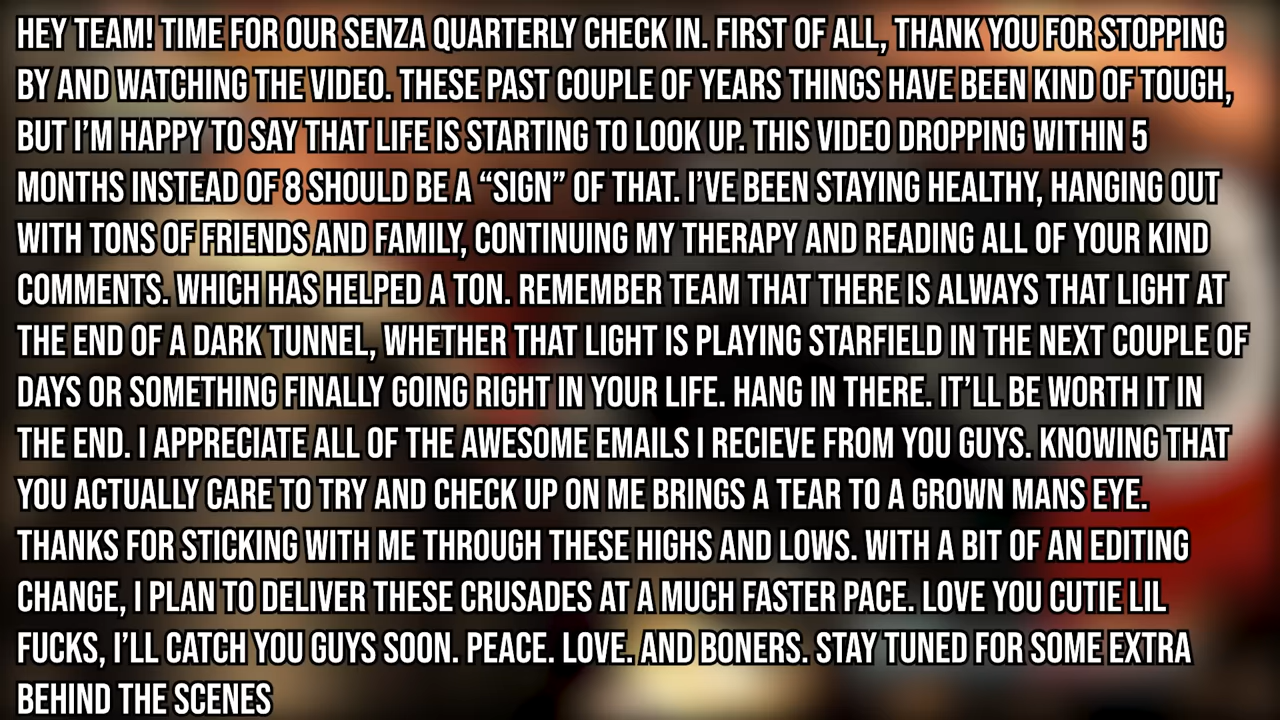 HEY TEAM! TIME FOR OUR SENZA QUARTERLY CHECK IN. FIRST OF ALL, THANK YOU FOR STOPPING
BY AND WATCHING THE VIDEO. THESE PAST COUPLE OF YEARS THINGS HAVE BEEN KIND OF TOUGH,
BUT I’M HAPPY TO SAY THAT LIFE IS STARTING TO LOOK UP. THIS VIDEO DROPPING WITHIN 5
MONTHS INSTEAD OF 8 SHOULD BE A “SIGN” OF THAT. I’VE BEEN STAYING HEALTHY, HANGING OUT
WITH TONS OF FRIENDS AND FAMILY, CONTINUING MY THERAPY AND READING ALL OF YOUR KIND
COMMENTS. WHICH HAS HELPED A TON. REMEMBER TEAM THAT THERE IS ALWAYS THAT LIGHT AT
THE END OF A DARK TUNNEL, WHETHER THAT LIGHT IS PLAYING STARFIELD IN THE NEXT COUPLE OF
DAYS OR SOMETHING FINALLY GOING RIGHT IN YOUR LIFE. HANG IN THERE. IT’LL BE WORTH IT IN
THE END. I APPRECIATE ALL OF THE AWESOME EMAILS I RECIEVE FROM YOU GUYS. KNOWING THAT
YOU ACTUALLY CARE TO TRY AND CHECK UP ON ME BRINGS A TEAR TO A GROWN MANS EYE.
THANKS FOR STICKING WITH ME THROUGH THESE HIGHS AND LOWS. WITH A BIT OF AN EDITING
CHANGE, I PLAN TO DELIVER THESE CRUSADES AT A MUCH FASTER PACE. LOVE YOU CUTIE LIL
FUCKS, I’LL CATCH YOU GUYS SOON. PEACE. LOVE. AND BONERS. STAY TUNED FOR SOME EXTRA
BEHIND THE SCENES